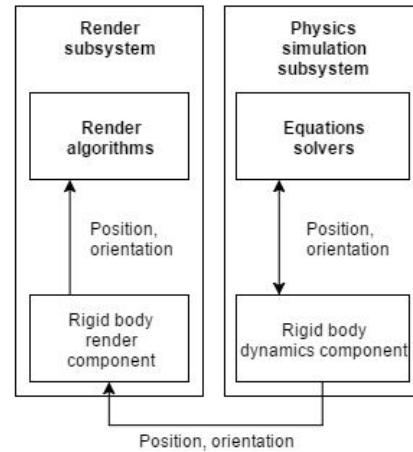 Render
subsystem
Render
algorithms
Position,
orientation
Rigid body
render
component
Physics
simulation
subsystem
Equations
solvers
Position,
orientation
Rigid body
dynamics component
Position, orientation